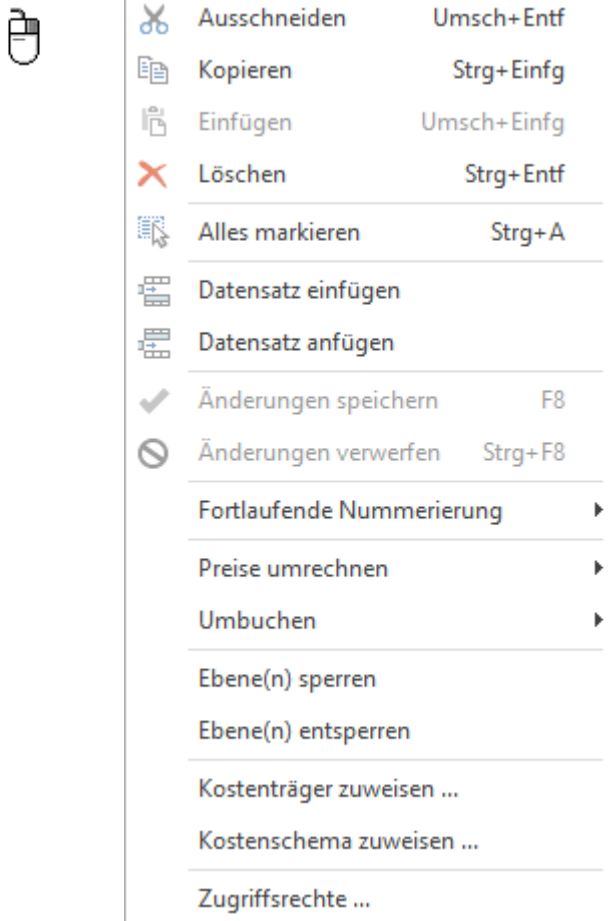 Ausschneiden Umsch+Entf
Kopieren Strg+Einfg
Einfügen Umsch+Einfg
Löschen Strg+Entf
Alles markieren Strg+A
Datensatz einfügen
Datensatz anfügen
Änderungen speichern F8
Änderungen verwerfen Strg+F8
Fortlaufende Nummerierung
Preise umrechnen
Umbuchen
Ebene(n) sperren
Ebene(n) entsperren
Kostenträger zuweisen ...
Kostenschema zuweisen ...
Zugriffsrechte ...